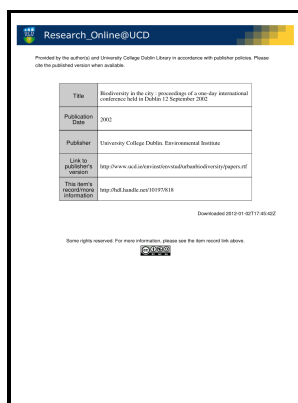 Research_Online@UCD
Provided by the author(s) and University College Dublin Library in accordance with publisher policies. Please
cite the published version when available.
Title
Biodiversity in the city : proceedings of a one-day international
conference held in Dublin 12 September 2002
Publication
Date
2002
Publisher
University College Dublin. Environmental Institute
Link to
publisher's
version
http://www.ucd.ie/envinst/envstud/urbanbiodiversity/papers.rtf
This item's
record/more
information
http://hdl.handle.net/10197/818
Downloaded 2012-01-02T17:45:42Z
Some rights reserved. For more information, please see the item record link above.